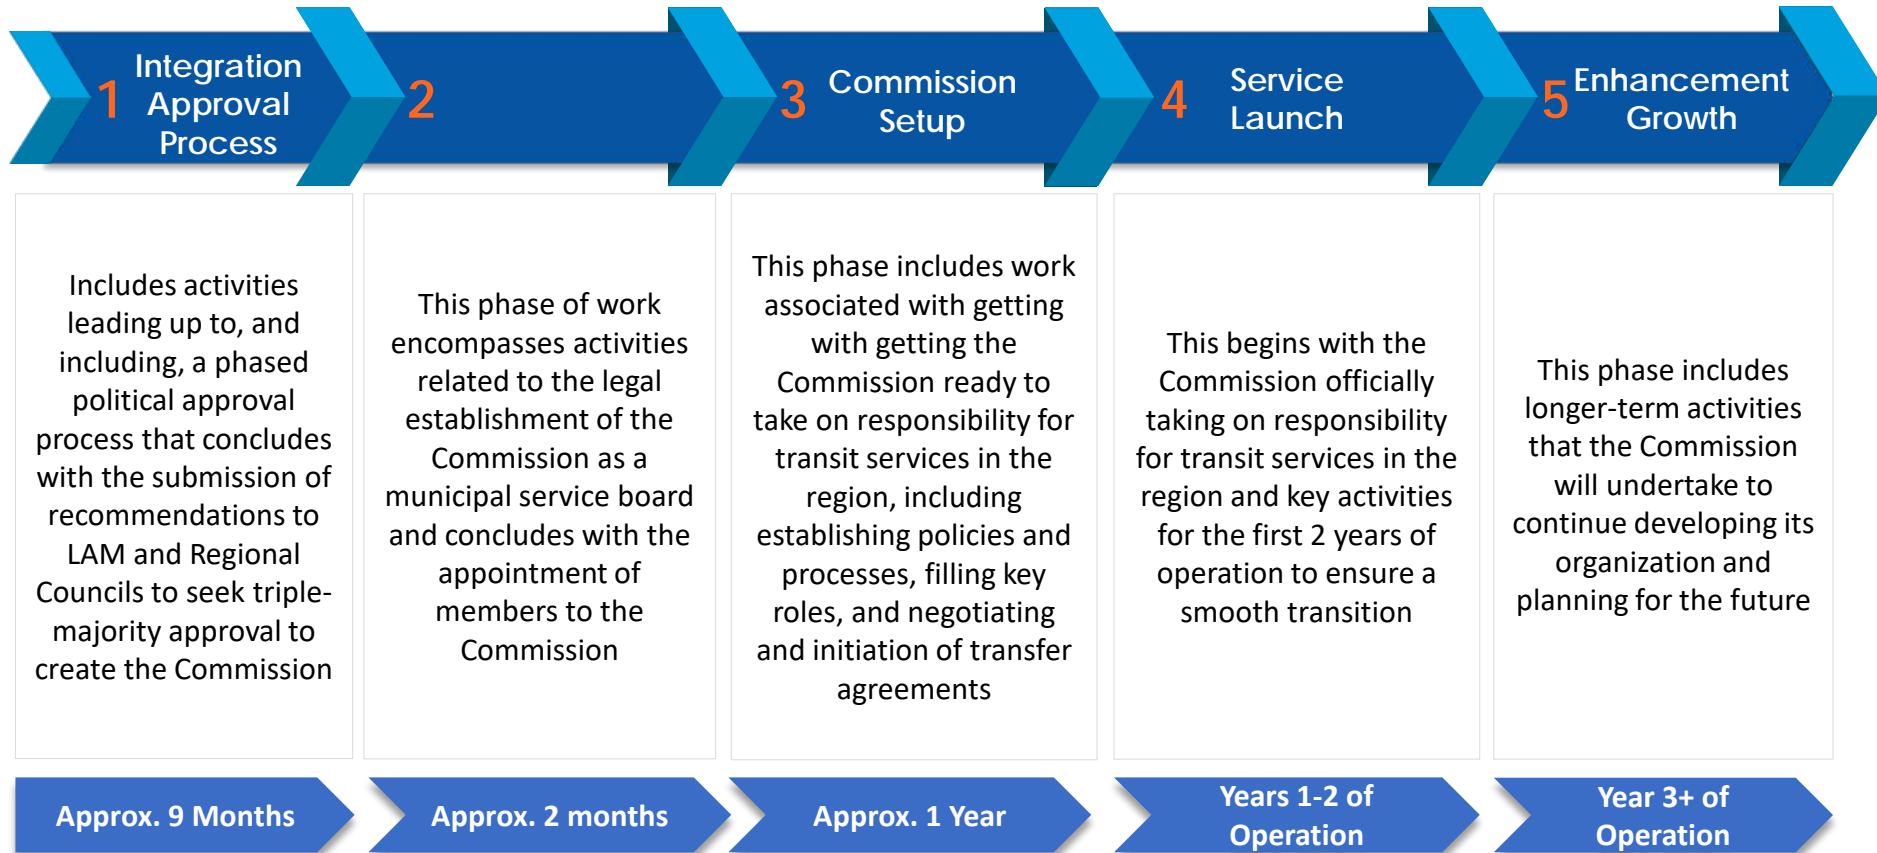 1
Integration
Approval
Process
2
3
Commission
Setup
4
Service
Launch
5
Enhancement
Growth
Includes activities
leading up to, and
including, a phased
political approval
process that concludes
with the submission of
recommendations to
LAM and Regional
Councils to seek triple-
majority approval to
create the Commission
This phase of work
encompasses activities
related to the legal
establishment of the
Commission as a
municipal service board
and concludes with the
appointment of
members to the
Commission
This phase includes work
associated with getting
with getting the
Commission ready to
take on responsibility for
transit services in the
region, including
establishing policies and
processes, filling key
roles, and negotiating
and initiation of transfer
agreements
This begins with the
Commission officially
taking on responsibility
for transit services in the
region and key activities
for the first 2 years of
operation to ensure a
smooth transition
This phase includes
longer-term activities
that the Commission
will undertake to
continue developing its
organization and
planning for the future
Approx. 9 Months
Approx. 2 months
Approx. 1 Year
Years 1-2 of
Operation
Year 3+ of
Operation